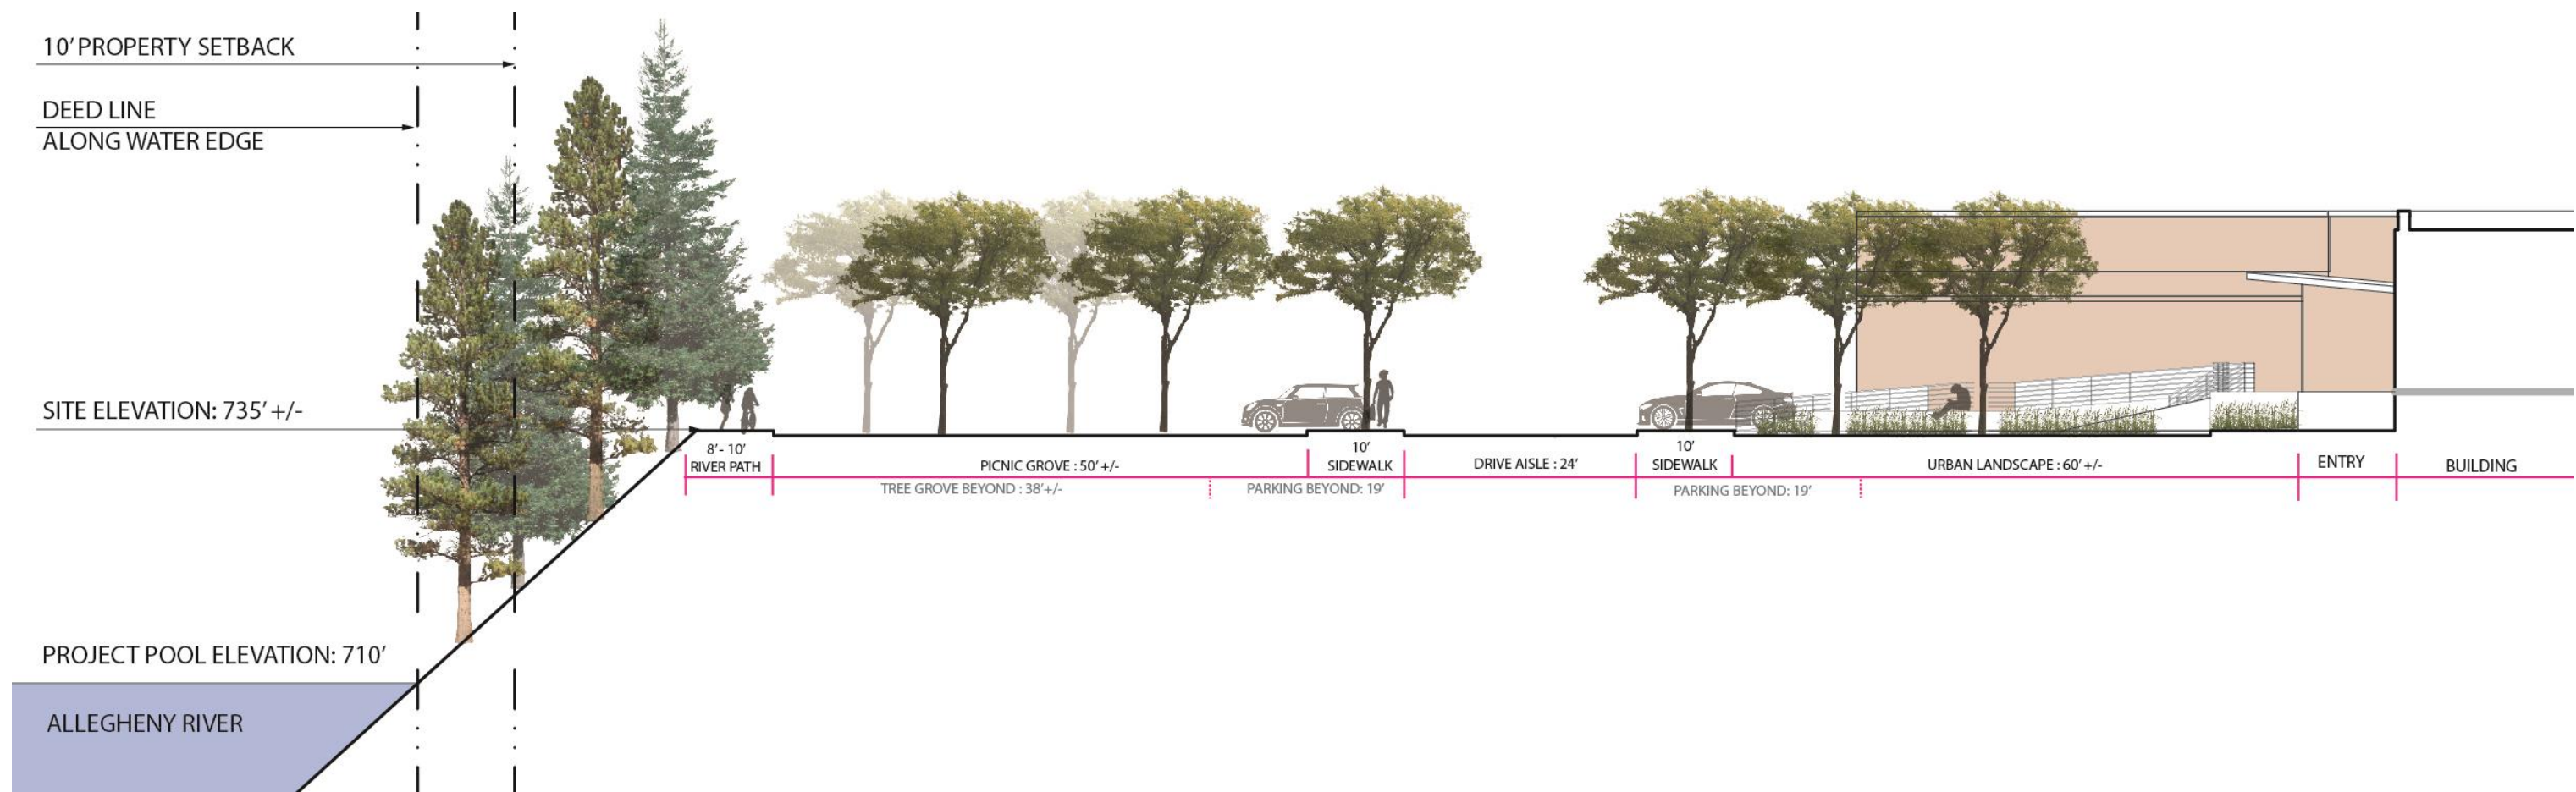 10' PROPERTY SETBACK
DEED LINE
ALONG WATER EDGE
SITE ELEVATION: 735' +/-
8' - 10'
RIVER PATH
PICNIC GROVE : 50' +/-
10'
SIDEWALK
DRIVE AISLE : 24'
10'
SIDEWALK
URBAN LANDSCAPE : 60' +/-
ENTRY
BUILDING
TREE GROVE BEYOND : 38'+/-
PARKING BEYOND: 19'
PARKING BEYOND: 19'
PROJECT POOL ELEVATION: 710'
ALLEGHENY RIVER